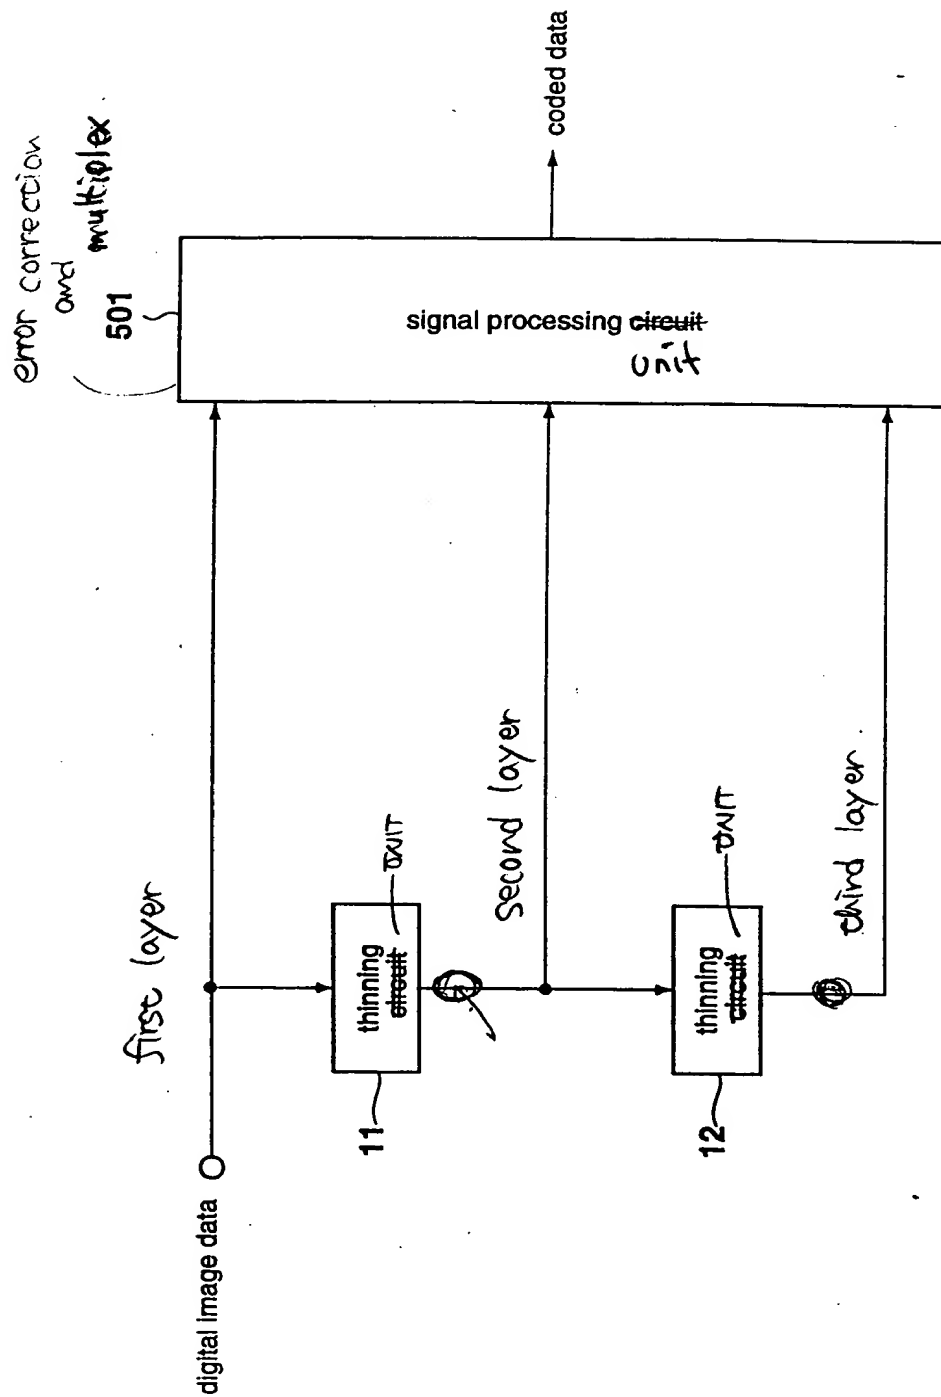 error correction
and
multiplex
501
signal processing circuit
unit
coded data
first layer
digital image data
11
thinning
circuit
UNIT
second layer
12
thinning
circuit
UNIT
third layer